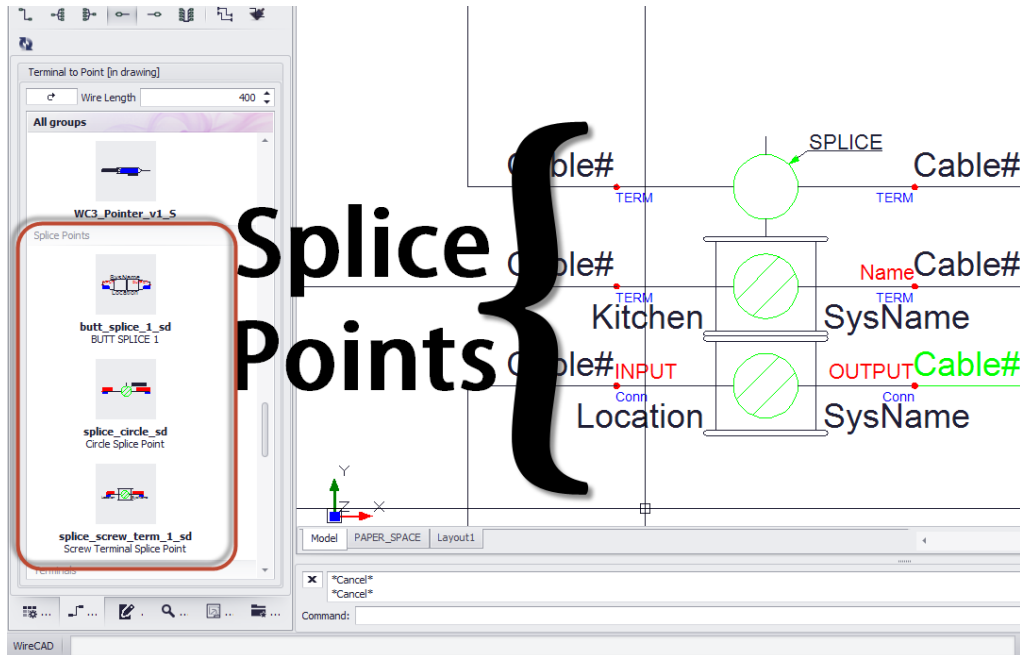 Terminal to Point [in drawing]
Wire Length 400
All groups
WC3_Pointer_v1_S
Splice Points
SysName
Location
butt_splice_1_sd
BUTT SPLICE 1
splice_circle_sd
Circle Splice Point
splice_screw_term_1_sd
Screw Terminal Splice Point
Terminals
WireCAD
Splice
Points
SPLICE
Cable# Cable#
TERM TERM
Cable# Name Cable#
TERM TERM
Kitchen SysName
Cable# INPUT OUTPUT Cable#
Conn Conn
Location SysName
Y
Z X
Model PAPER_SPACE Layout1
*Cancel*
*Cancel*
Command: